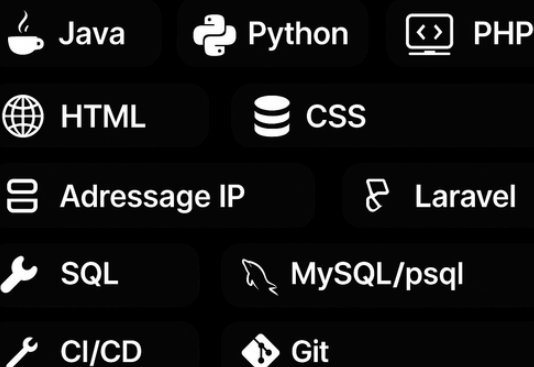 Java Python PHP
HTML CSS
Adressage IP Laravel
SQL MySQL/psql
CI/CD Git